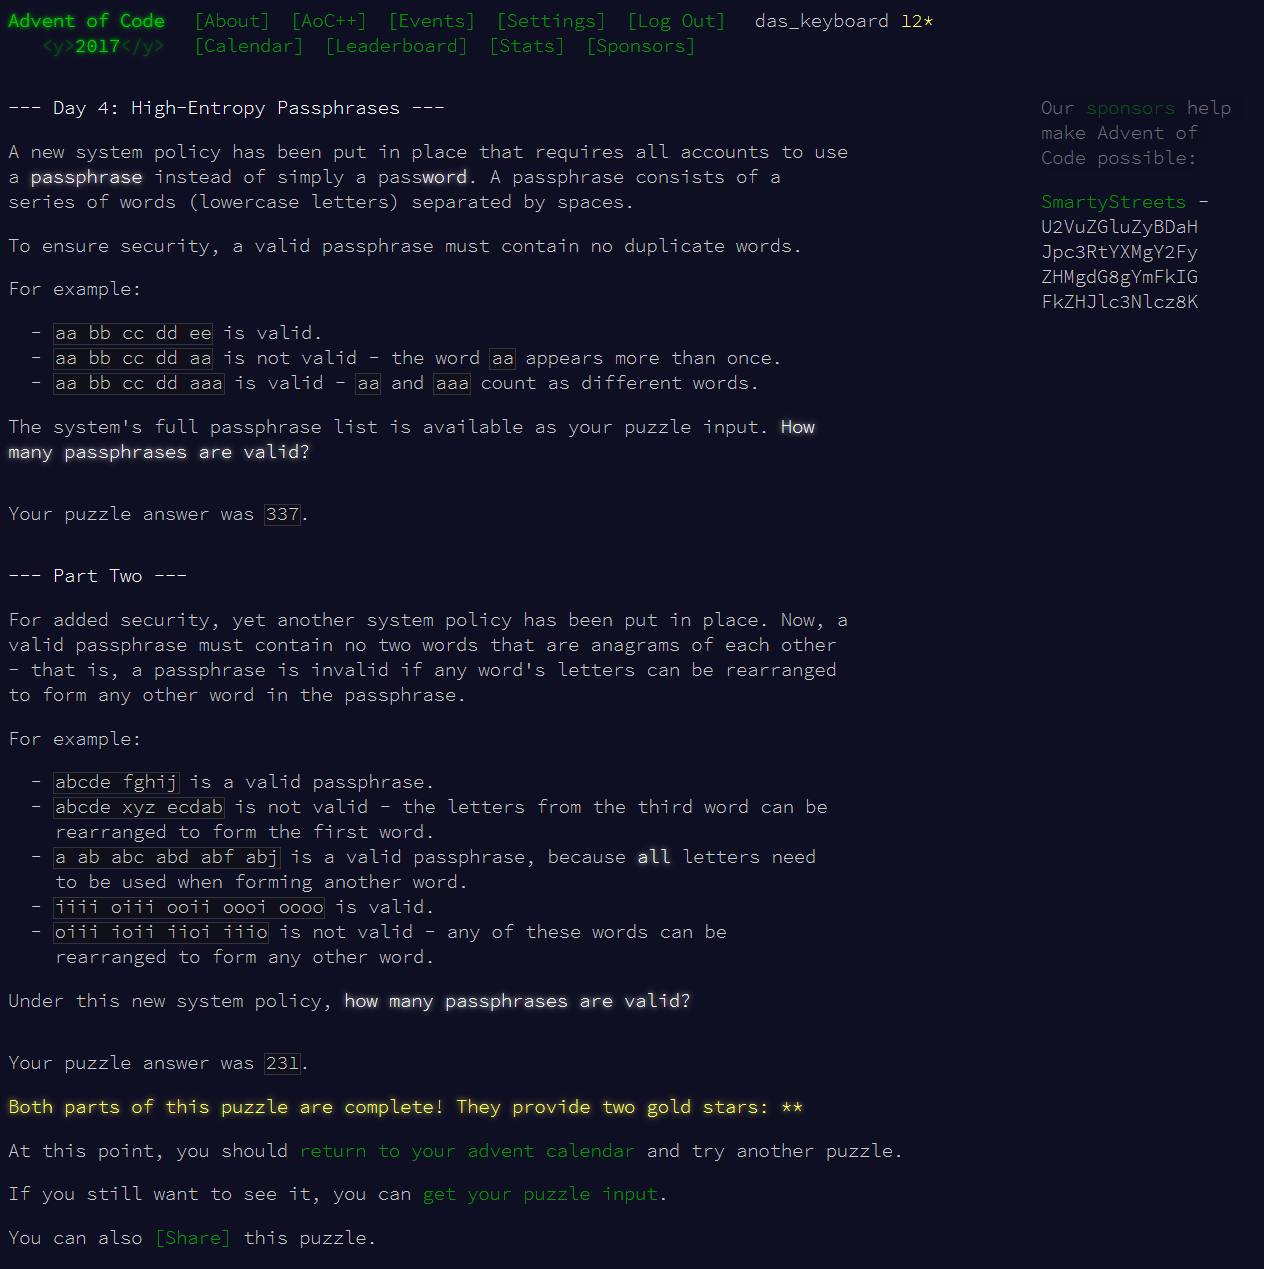 Advent of Code [About] [AoC++] [Events] [Settings] [Log Out] das_keyboard 12*
<y>2017</y> [Calendar] [Leaderboard] [Stats] [Sponsors]
--- Day 4: High-Entropy Passphrases ---
A new system policy has been put in place that requires all accounts to use
a passphrase instead of simply a password. A passphrase consists of a
series of words (lowercase letters) separated by spaces.
To ensure security, a valid passphrase must contain no duplicate words.
For example:
- aa bb cc dd ee is valid.
- aa bb cc dd aa is not valid - the word aa appears more than once.
- aa bb cc dd aaa is valid - aa and aaa count as different words.
The system's full passphrase list is available as your puzzle input. How
many passphrases are valid?
Your puzzle answer was 337.
--- Part Two ---
For added security, yet another system policy has been put in place. Now, a
valid passphrase must contain no two words that are anagrams of each other
- that is, a passphrase is invalid if any word's letters can be rearranged
to form any other word in the passphrase.
For example:
- abcde fghij is a valid passphrase.
- abcde xyz ecdab is not valid - the letters from the third word can be
rearranged to form the first word.
- a ab abc abd abf abj is a valid passphrase, because all letters need
to be used when forming another word.
- iiii oiii ooii oooi oooo is valid.
- oiii ioii iioi iiio is not valid - any of these words can be
rearranged to form any other word.
Under this new system policy, how many passphrases are valid?
Your puzzle answer was 231.
Both parts of this puzzle are complete! They provide two gold stars: **
At this point, you should return to your advent calendar and try another puzzle.
If you still want to see it, you can get your puzzle input.
You can also [Share] this puzzle.
Our sponsors help
make Advent of
Code possible:
SmartyStreets -
U2VuZGluZyBDaH
Jpc3RtYXMgY2Fy
ZHMgdG8gYmFkIG
FkZHJlc3Nlcz8K